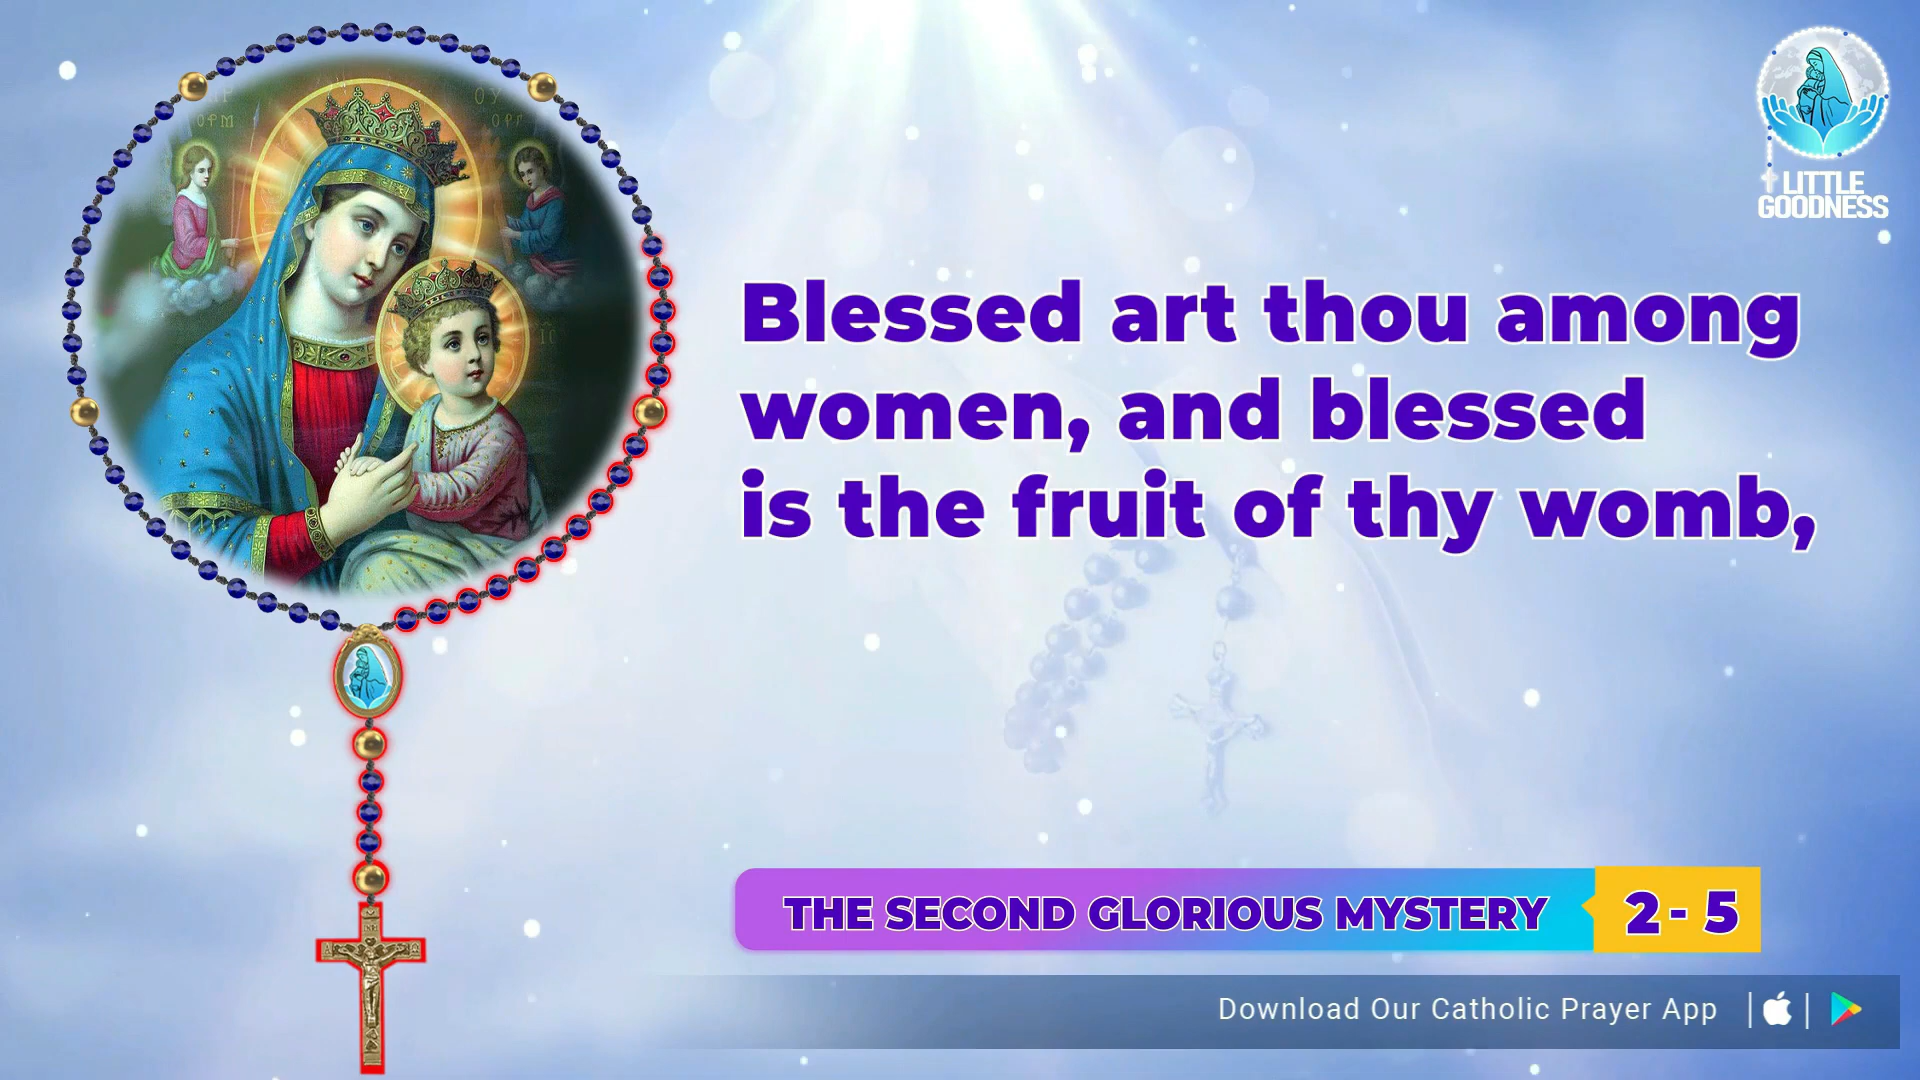 LITTLE
GOODNESS
Blessed art thou among
women, and blessed
is the fruit of thy womb,
THE SECOND GLORIOUS MYSTERY 2 - 5
Download Our Catholic Prayer App